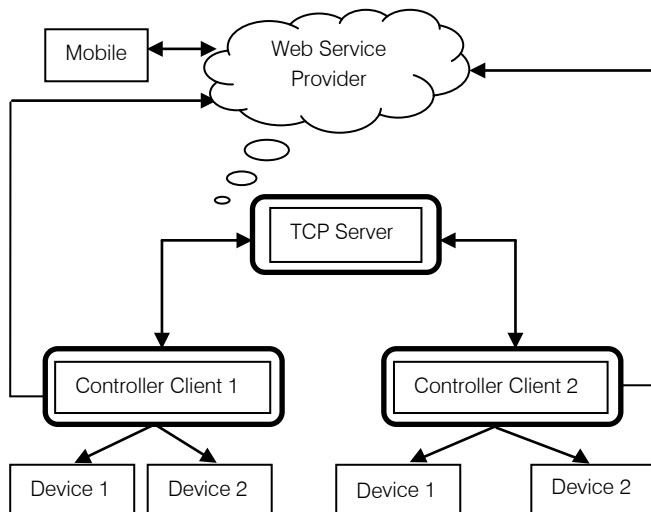 Mobile
Web Service
Provider
TCP Server
Controller Client 1
Controller Client 2
Device 1
Device 2
Device 1
Device 2